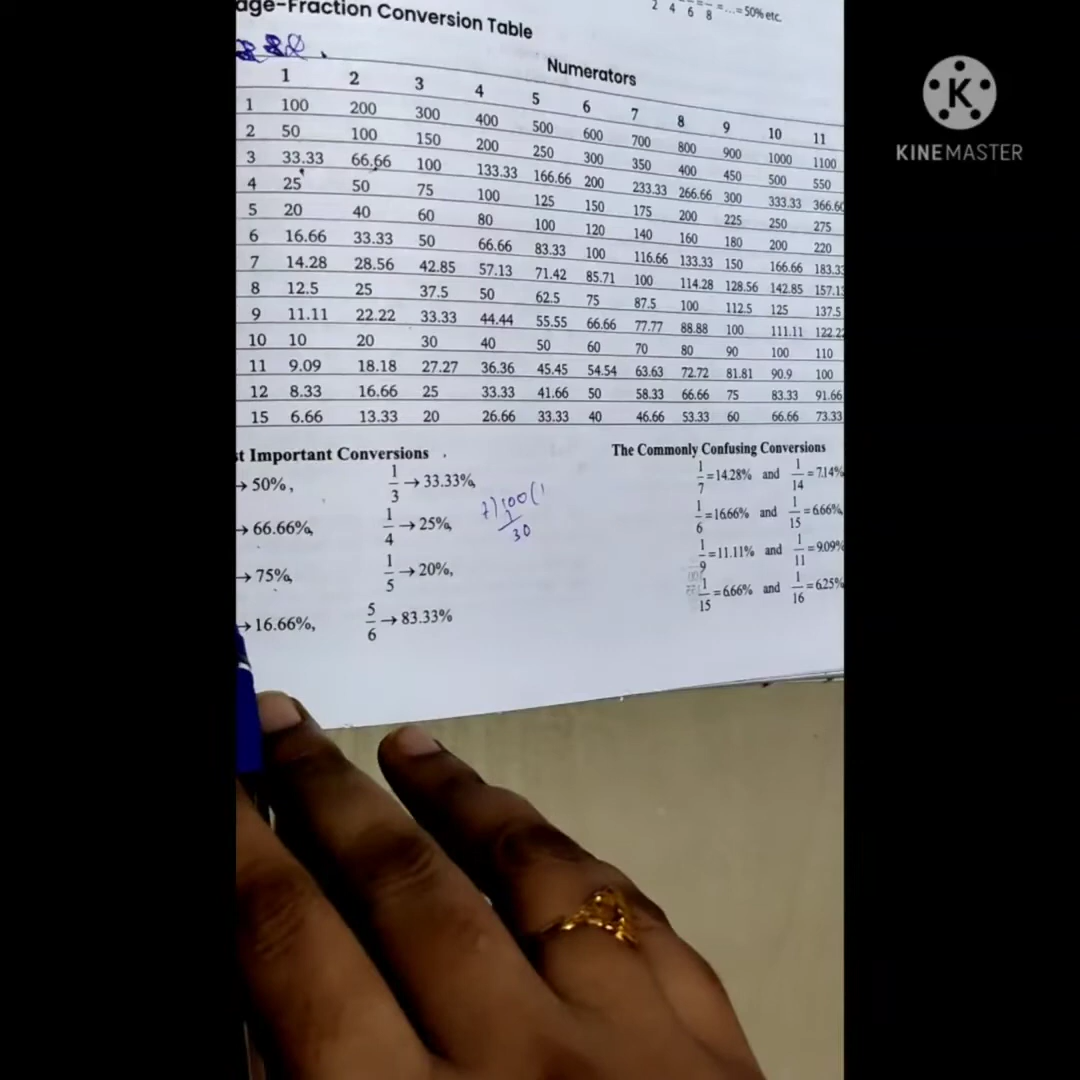 age-Fraction Conversion Table
2 4 6 8 =...= 50% etc.
Numerators
1 2 3 4 5 6 7 8 9 10 11
1 100 200 300 400 500 600 700 800 900 1000 1100
2 50 100 150 200 250 300 350 400 450 500 550
3 33.33 66.66 100 133.33 166.66 200 233.33 266.66 300 333.33 366.66
4 25 50 75 100 125 150 175 200 225 250 275
5 20 40 60 80 100 120 140 160 180 200 220
6 16.66 33.33 50 66.66 83.33 100 116.66 133.33 150 166.66 183.33
7 14.28 28.56 42.85 57.13 71.42 85.71 100 114.28 128.56 142.85 157.13
8 12.5 25 37.5 50 62.5 75 87.5 100 112.5 125 137.5
9 11.11 22.22 33.33 44.44 55.55 66.66 77.77 88.88 100 111.11 122.22
10 10 20 30 40 50 60 70 80 90 100 110
11 9.09 18.18 27.27 36.36 45.45 54.54 63.63 72.72 81.81 90.9 100
12 8.33 16.66 25 33.33 41.66 50 58.33 66.66 75 83.33 91.66
15 6.66 13.33 20 26.66 33.33 40 46.66 53.33 60 66.66 73.33
st Important Conversions
→ 50%, 1/3 → 33.33%,
→ 66.66%, 1/4 → 25%,
→ 75%, 1/5 → 20%,
→ 16.66%, 5/6 → 83.33%
7)100(1
30
The Commonly Confusing Conversions
1/7 = 14.28% and 1/14 = 7.14%
1/6 = 16.66% and 1/15 = 6.66%,
1/9 = 11.11% and 1/11 = 9.09%
1/15 = 6.66% and 1/16 = 6.25%
K
KINEMASTER